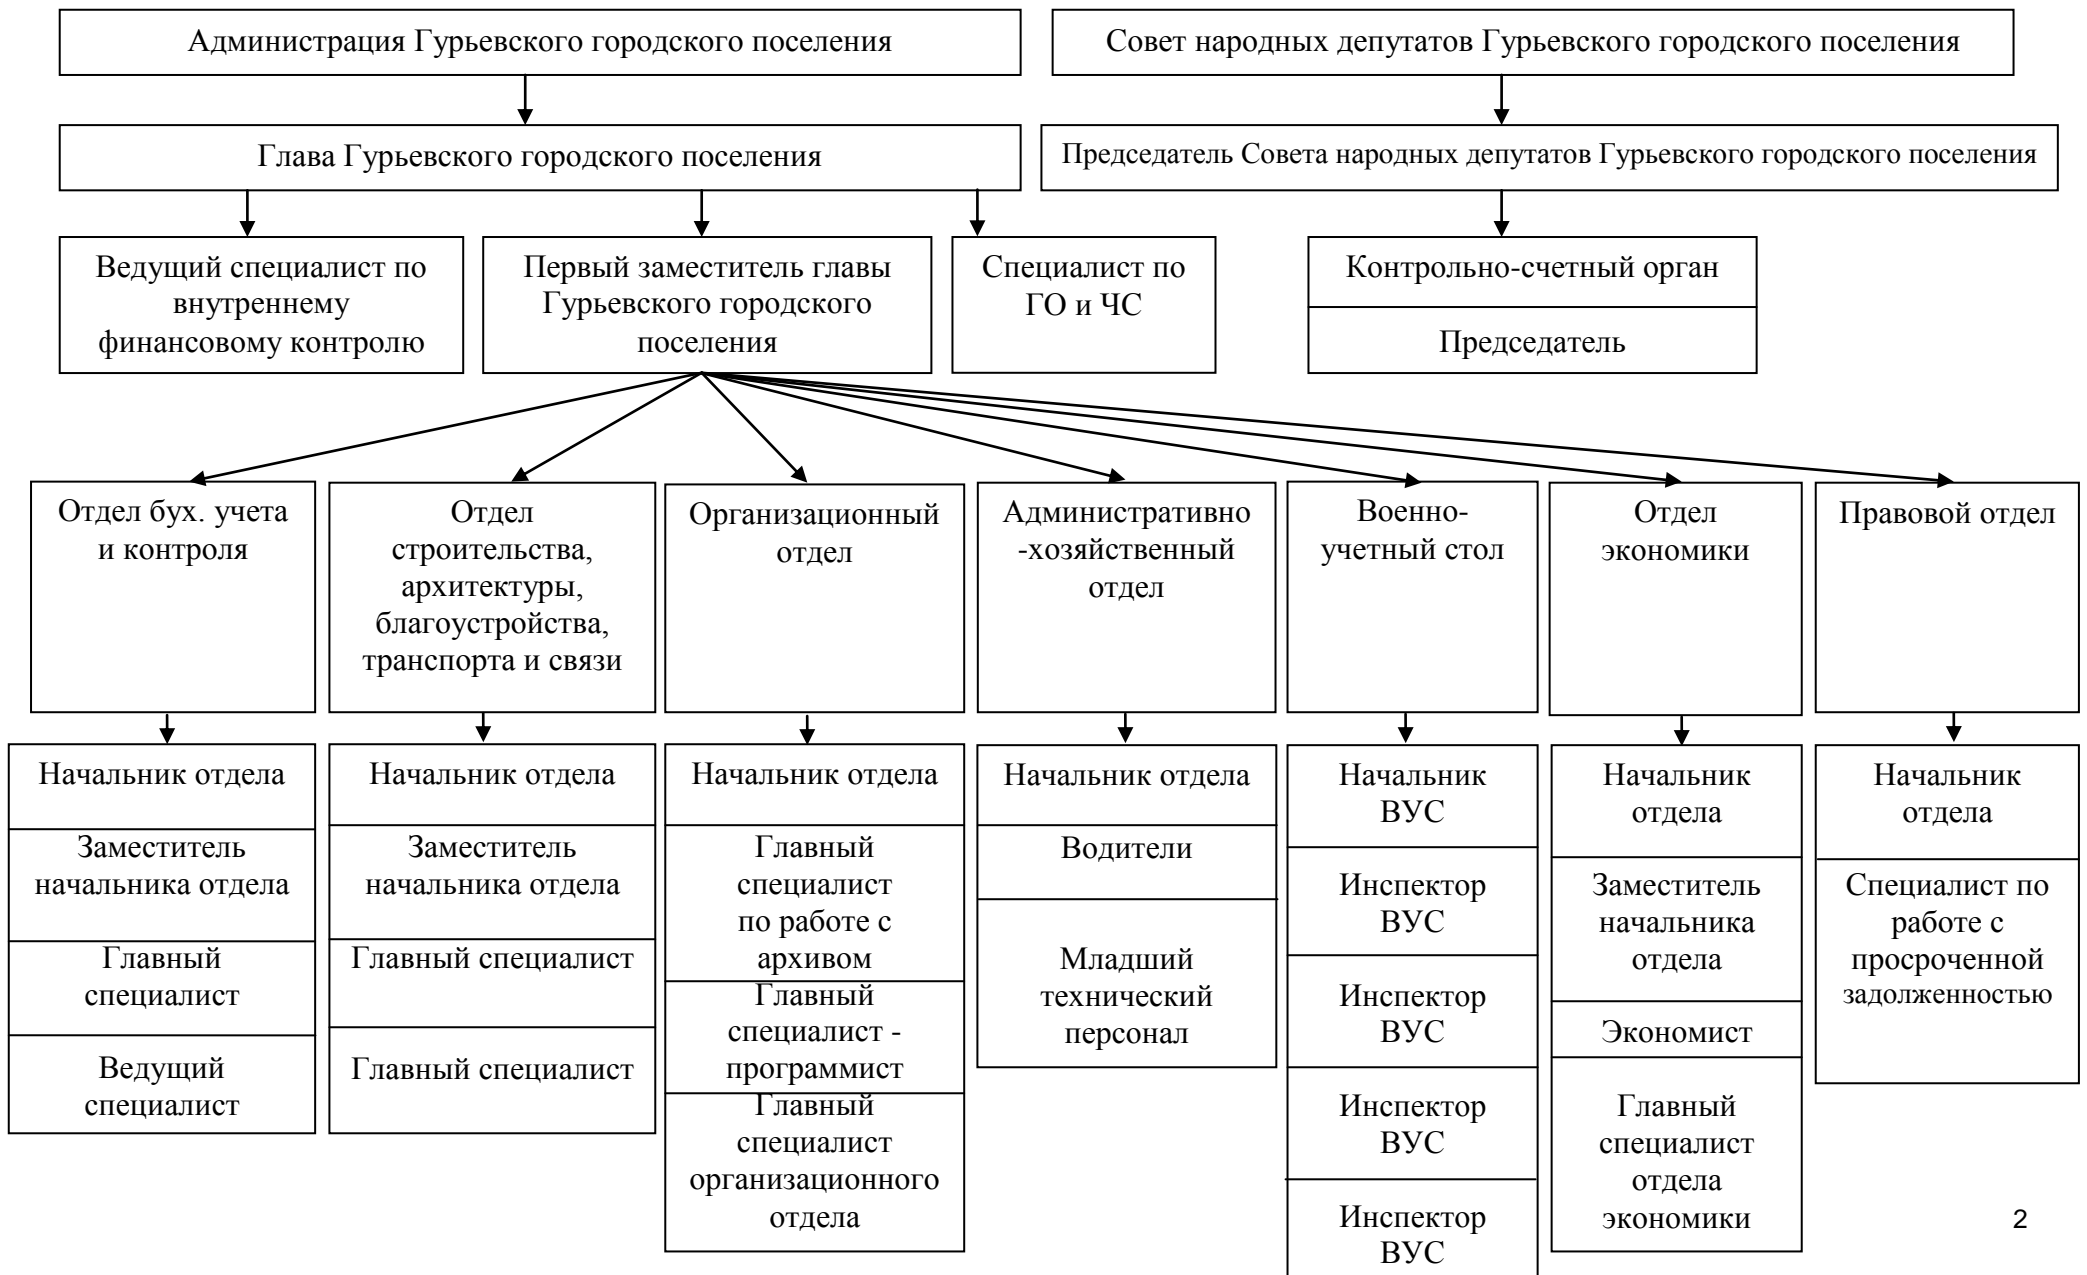 Администрация Гурьевского городского поселения
Совет народных депутатов Гурьевского городского поселения
Глава Гурьевского городского поселения
Председатель Совета народных депутатов Гурьевского городского поселения
Ведущий специалист по
внутреннему
финансовому контролю
Первый заместитель главы
Гурьевского городского
поселения
Специалист по
ГО и ЧС
Контрольно-счетный орган
Председатель
Отдел бух. учета
и контроля
Отдел
строительства,
архитектуры,
благоустройства,
транспорта и связи
Организационный
отдел
Административно
-хозяйственный
отдел
Военно-
учетный стол
Отдел
экономики
Правовой отдел
Начальник отдела
Заместитель
начальника отдела
Главный
специалист
Ведущий
специалист
Начальник отдела
Заместитель
начальника отдела
Главный специалист
Главный специалист
Начальник отдела
Главный
специалист
по работе с
архивом
Главный
специалист -
программист
Главный
специалист
организационного
отдела
Начальник отдела
Водители
Младший
технический
персонал
Начальник
ВУС
Инспектор
ВУС
Инспектор
ВУС
Инспектор
ВУС
Инспектор
ВУС
Начальник
отдела
Заместитель
начальника
отдела
Экономист
Главный
специалист
отдела
экономики
Начальник
отдела
Специалист по
работе с
просроченной
задолженностью
2